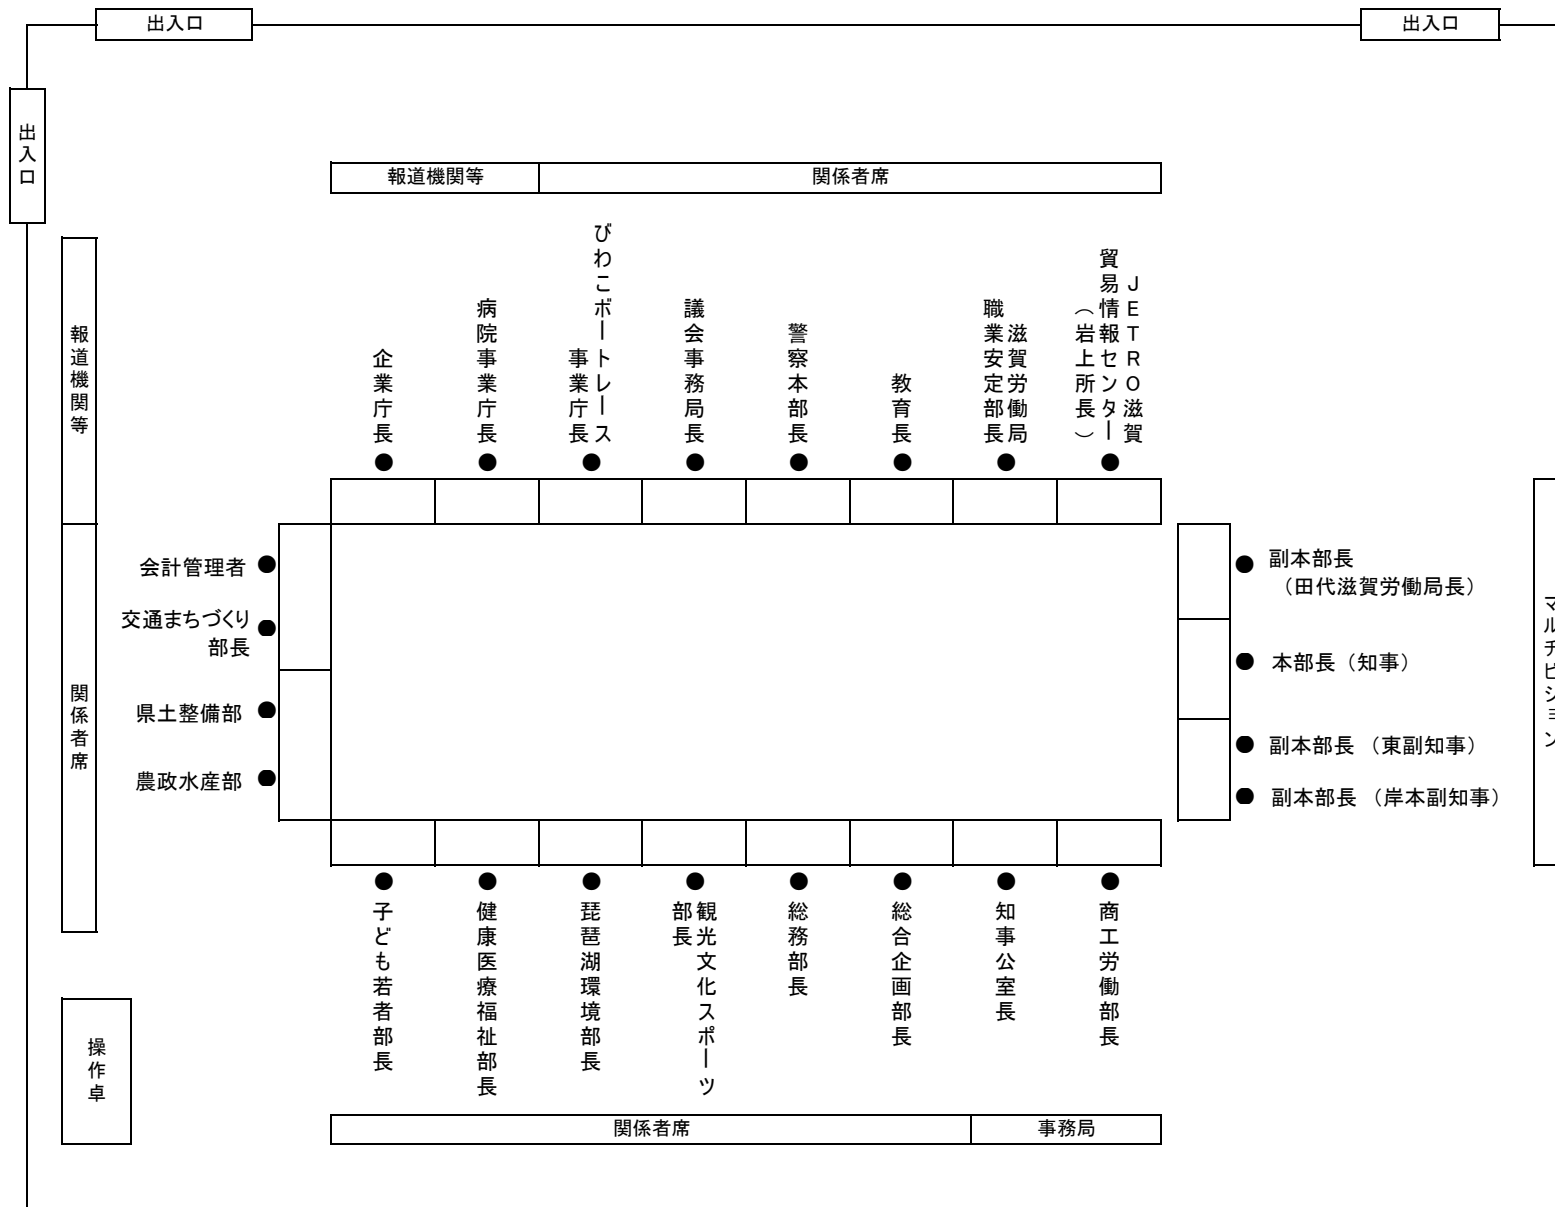 出入口
出入口
出入口
報道機関等
関係者席
報道機関等
関係者席
企業庁長
病院事業庁長
びわこボートレース
事業庁長
議会事務局長
警察本部長
教育長
滋賀労働局
職業安定部長
JETRO滋賀
貿易情報センター
（岩上所長）
会計管理者
交通まちづくり
部長
県土整備部
農政水産部
副本部長
（田代滋賀労働局長）
本部長（知事）
副本部長 （東副知事）
副本部長 （岸本副知事）
マルチビジョン
子ども若者部長
健康医療福祉部長
琵琶湖環境部長
観光文化スポーツ
部長
総務部長
総合企画部長
知事公室長
商工労働部長
操作卓
関係者席
事務局